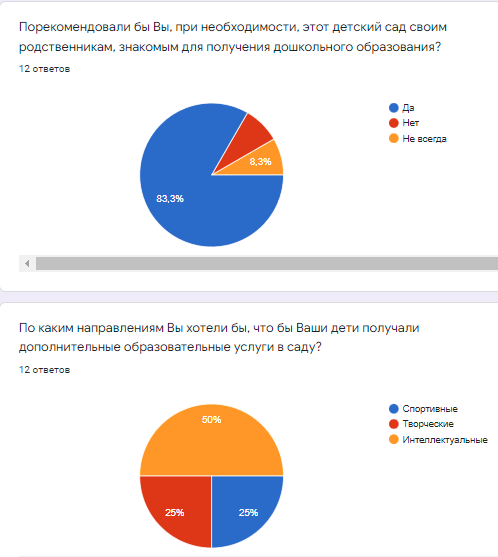 Порекомендовали бы Вы, при необходимости, этот детский сад своим
родственникам, знакомым для получения дошкольного образования?
12 ответов
Да
Нет
Не всегда
8,3%
83,3%
По каким направлениям Вы хотели бы, что бы Ваши дети получали
дополнительные образовательные услуги в саду?
12 ответов
Спортивные
Творческие
Интеллектуальные
50%
25%
25%